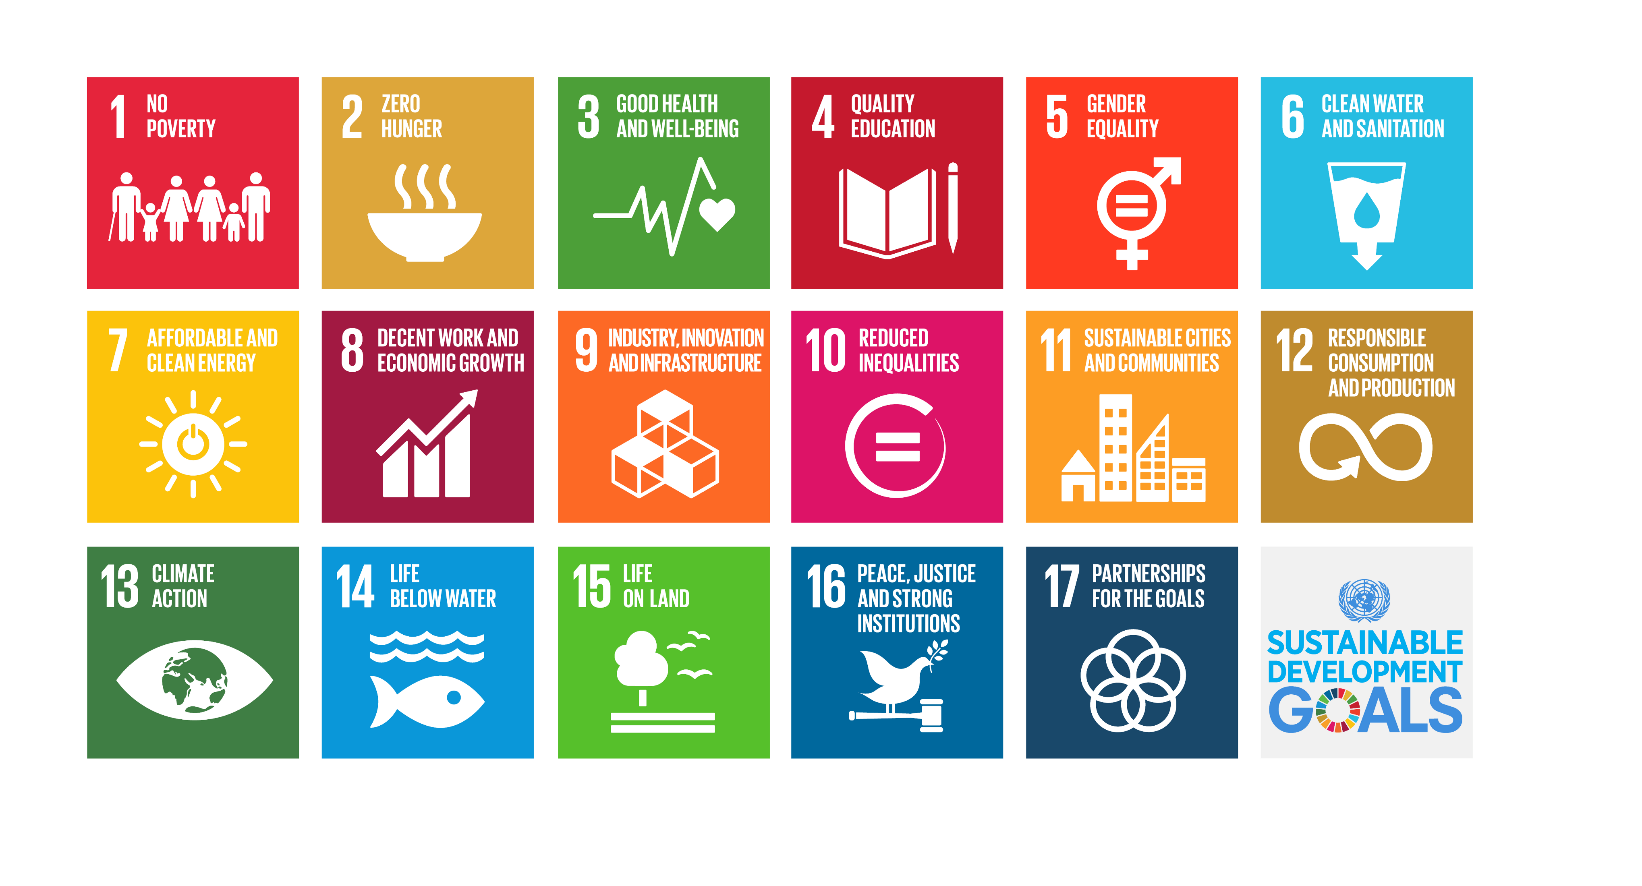 1 NO
POVERTY
2 ZERO
HUNGER
3 GOOD HEALTH
AND WELL-BEING
4 QUALITY
EDUCATION
5 GENDER
EQUALITY
6 CLEAN WATER
AND SANITATION
7 AFFORDABLE AND
CLEAN ENERGY
8 DECENT WORK AND
ECONOMIC GROWTH
9 INDUSTRY, INNOVATION
AND INFRASTRUCTURE
10 REDUCED
INEQUALITIES
11 SUSTAINABLE CITIES
AND COMMUNITIES
12 RESPONSIBLE
CONSUMPTION
AND PRODUCTION
13 CLIMATE
ACTION
14 LIFE
BELOW WATER
15 LIFE
ON LAND
16 PEACE, JUSTICE
AND STRONG
INSTITUTIONS
17 PARTNERSHIPS
FOR THE GOALS
SUSTAINABLE
DEVELOPMENT
GOALS